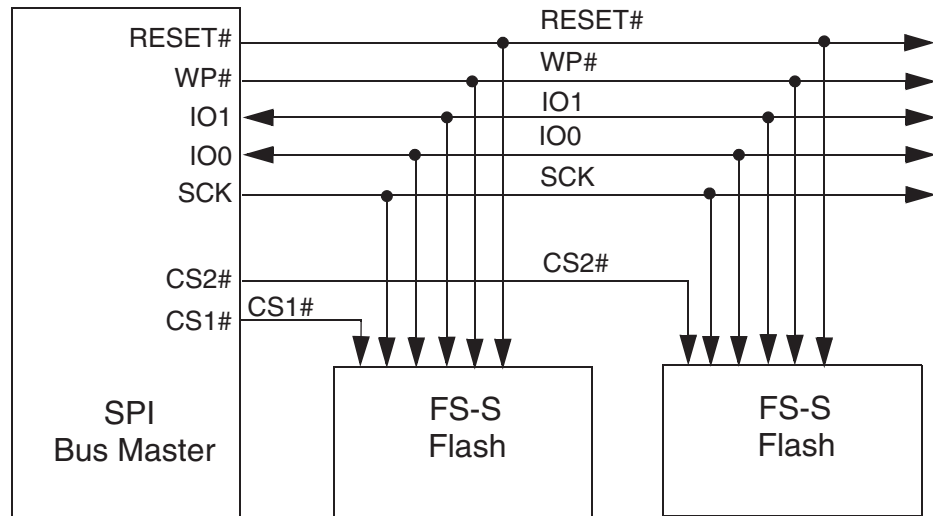 RESET#
RESET#
WP#
WP#
IO1
IO1
IO0
IO0
SCK
SCK
CS2#
CS2#
CS1#
CS1#
SPI
Bus Master
FS-S
Flash
FS-S
Flash